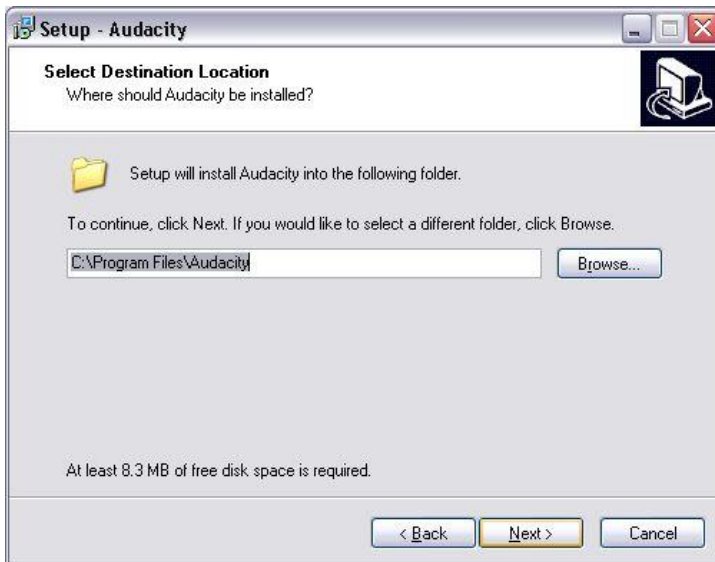 Setup - Audacity
Select Destination Location
Where should Audacity be installed?
Setup will install Audacity into the following folder.
To continue, click Next. If you would like to select a different folder, click Browse.
C:\Program Files\Audacity
Browse...
At least 8.3 MB of free disk space is required.
< Back Next > Cancel